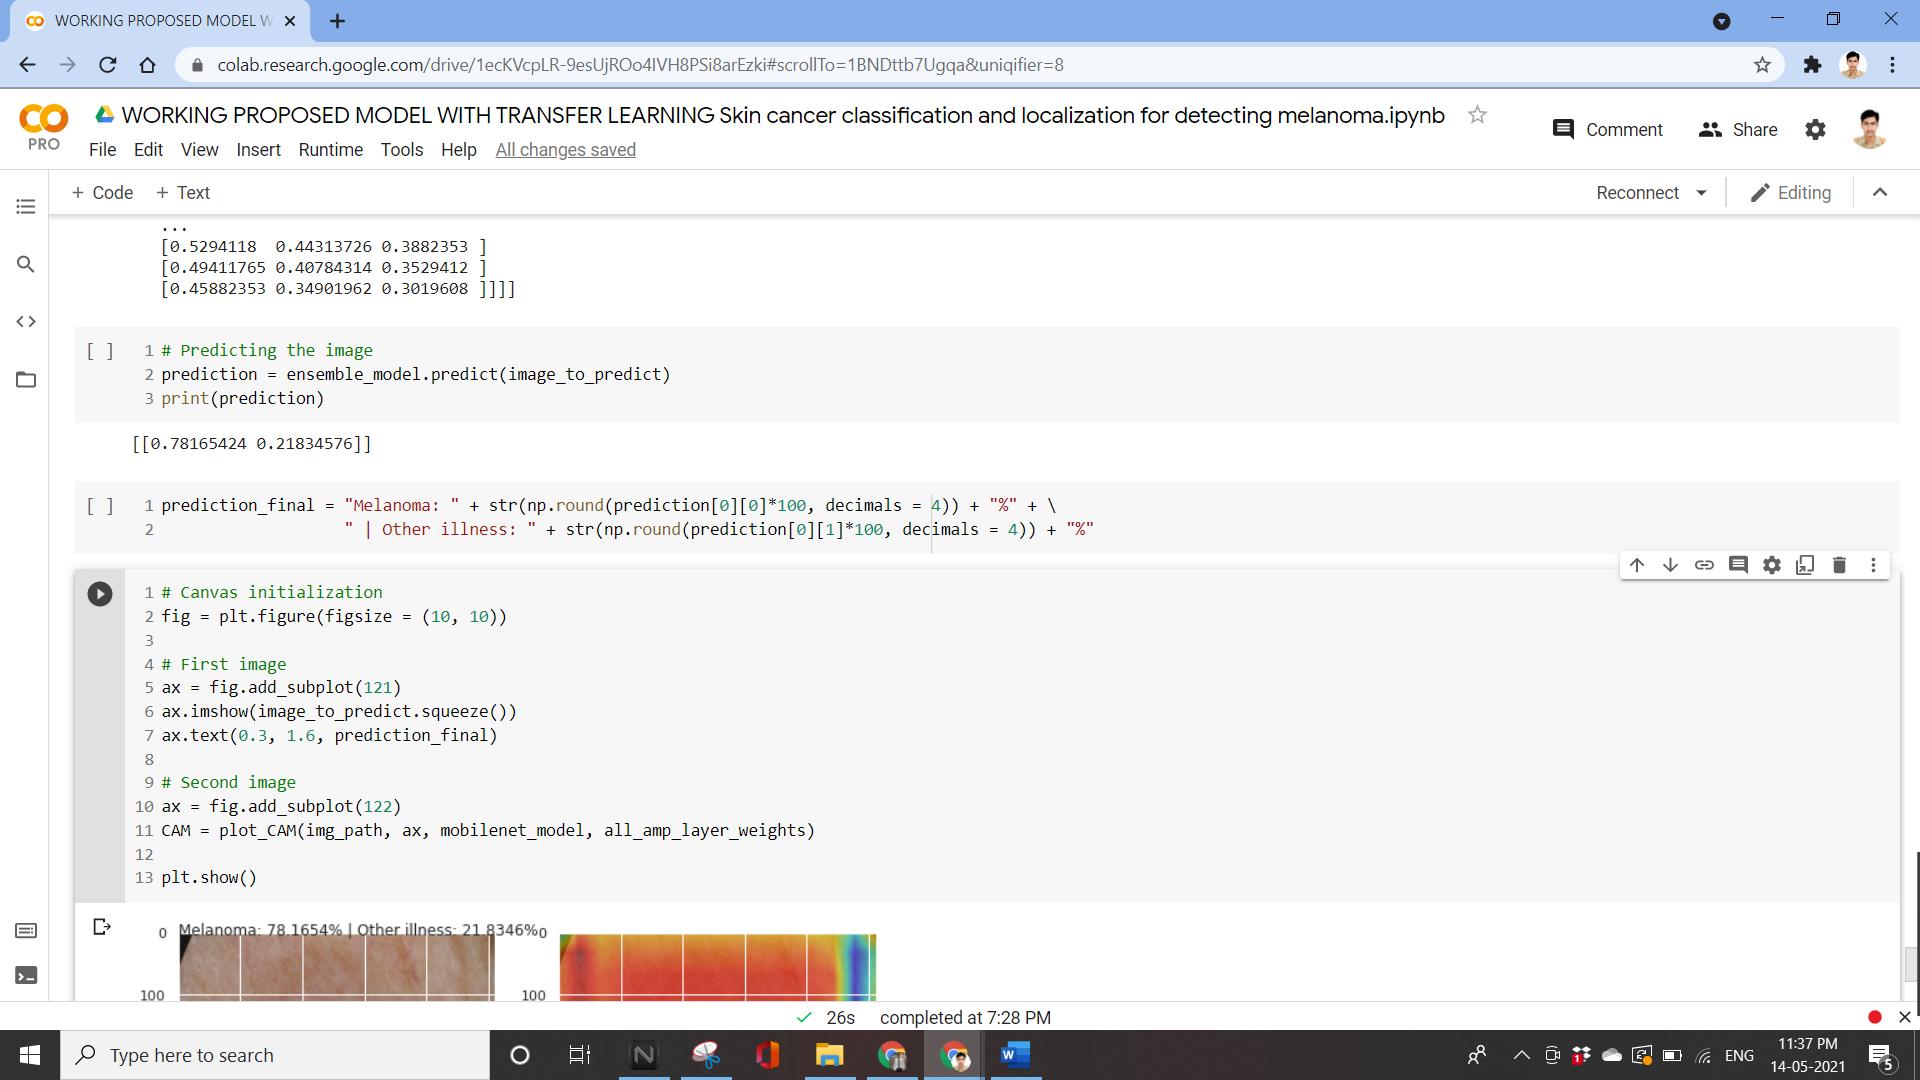 WORKING PROPOSED MODEL W
colab.research.google.com/drive/1ecKVcpLR-9esUjROo4IVH8PSi8arEzki#scrollTo=1BNDttb7Ugqa&uniqifier=8
WORKING PROPOSED MODEL WITH TRANSFER LEARNING Skin cancer classification and localization for detecting melanoma.ipynb
Comment Share
PRO
File Edit View Insert Runtime Tools Help All changes saved
+ Code + Text Reconnect Editing
...
[0.5294118  0.44313726 0.3882353 ]
[0.49411765 0.40784314 0.3529412 ]
[0.45882353 0.34901962 0.3019608 ]]]]
[ ] 1 # Predicting the image
2 prediction = ensemble_model.predict(image_to_predict)
3 print(prediction)
[[0.78165424 0.21834576]]
[ ] 1 prediction_final = "Melanoma: " + str(np.round(prediction[0][0]*100, decimals = 4)) + "%" + \
2 " | Other illness: " + str(np.round(prediction[0][1]*100, decimals = 4)) + "%"
1 # Canvas initialization
2 fig = plt.figure(figsize = (10, 10))
3
4 # First image
5 ax = fig.add_subplot(121)
6 ax.imshow(image_to_predict.squeeze())
7 ax.text(0.3, 1.6, prediction_final)
8
9 # Second image
10 ax = fig.add_subplot(122)
11 CAM = plot_CAM(img_path, ax, mobilenet_model, all_amp_layer_weights)
12
13 plt.show()
0 Melanoma: 78.1654% | Other illness: 21.8346% 0
100 100
26s completed at 7:28 PM
Type here to search
1
ENG
11:37 PM
14-05-2021
5